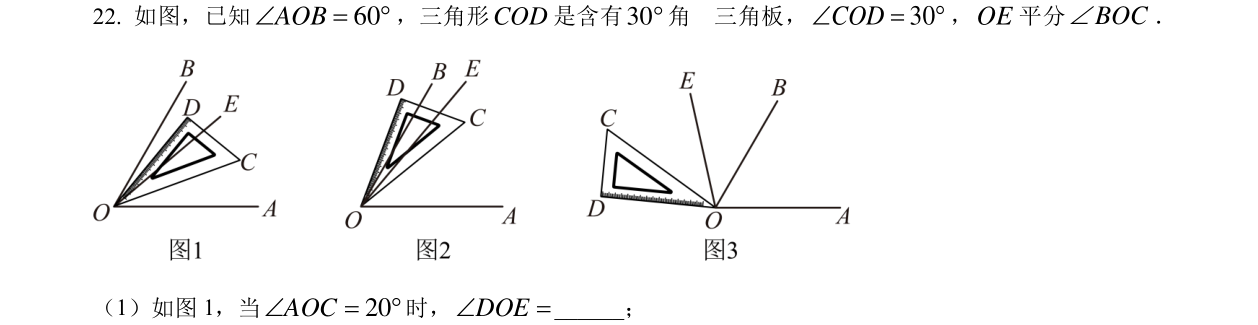 22. 如图，已知∠AOB＝60°，三角形COD是含有30°角 三角板，∠COD＝30°，OE平分∠BOC．
B
D E
C
O A
图1
D B E
C
O A
图2
E B
C
D O A
图3
（1）如图1，当∠AOC＝20°时，∠DOE＝______；